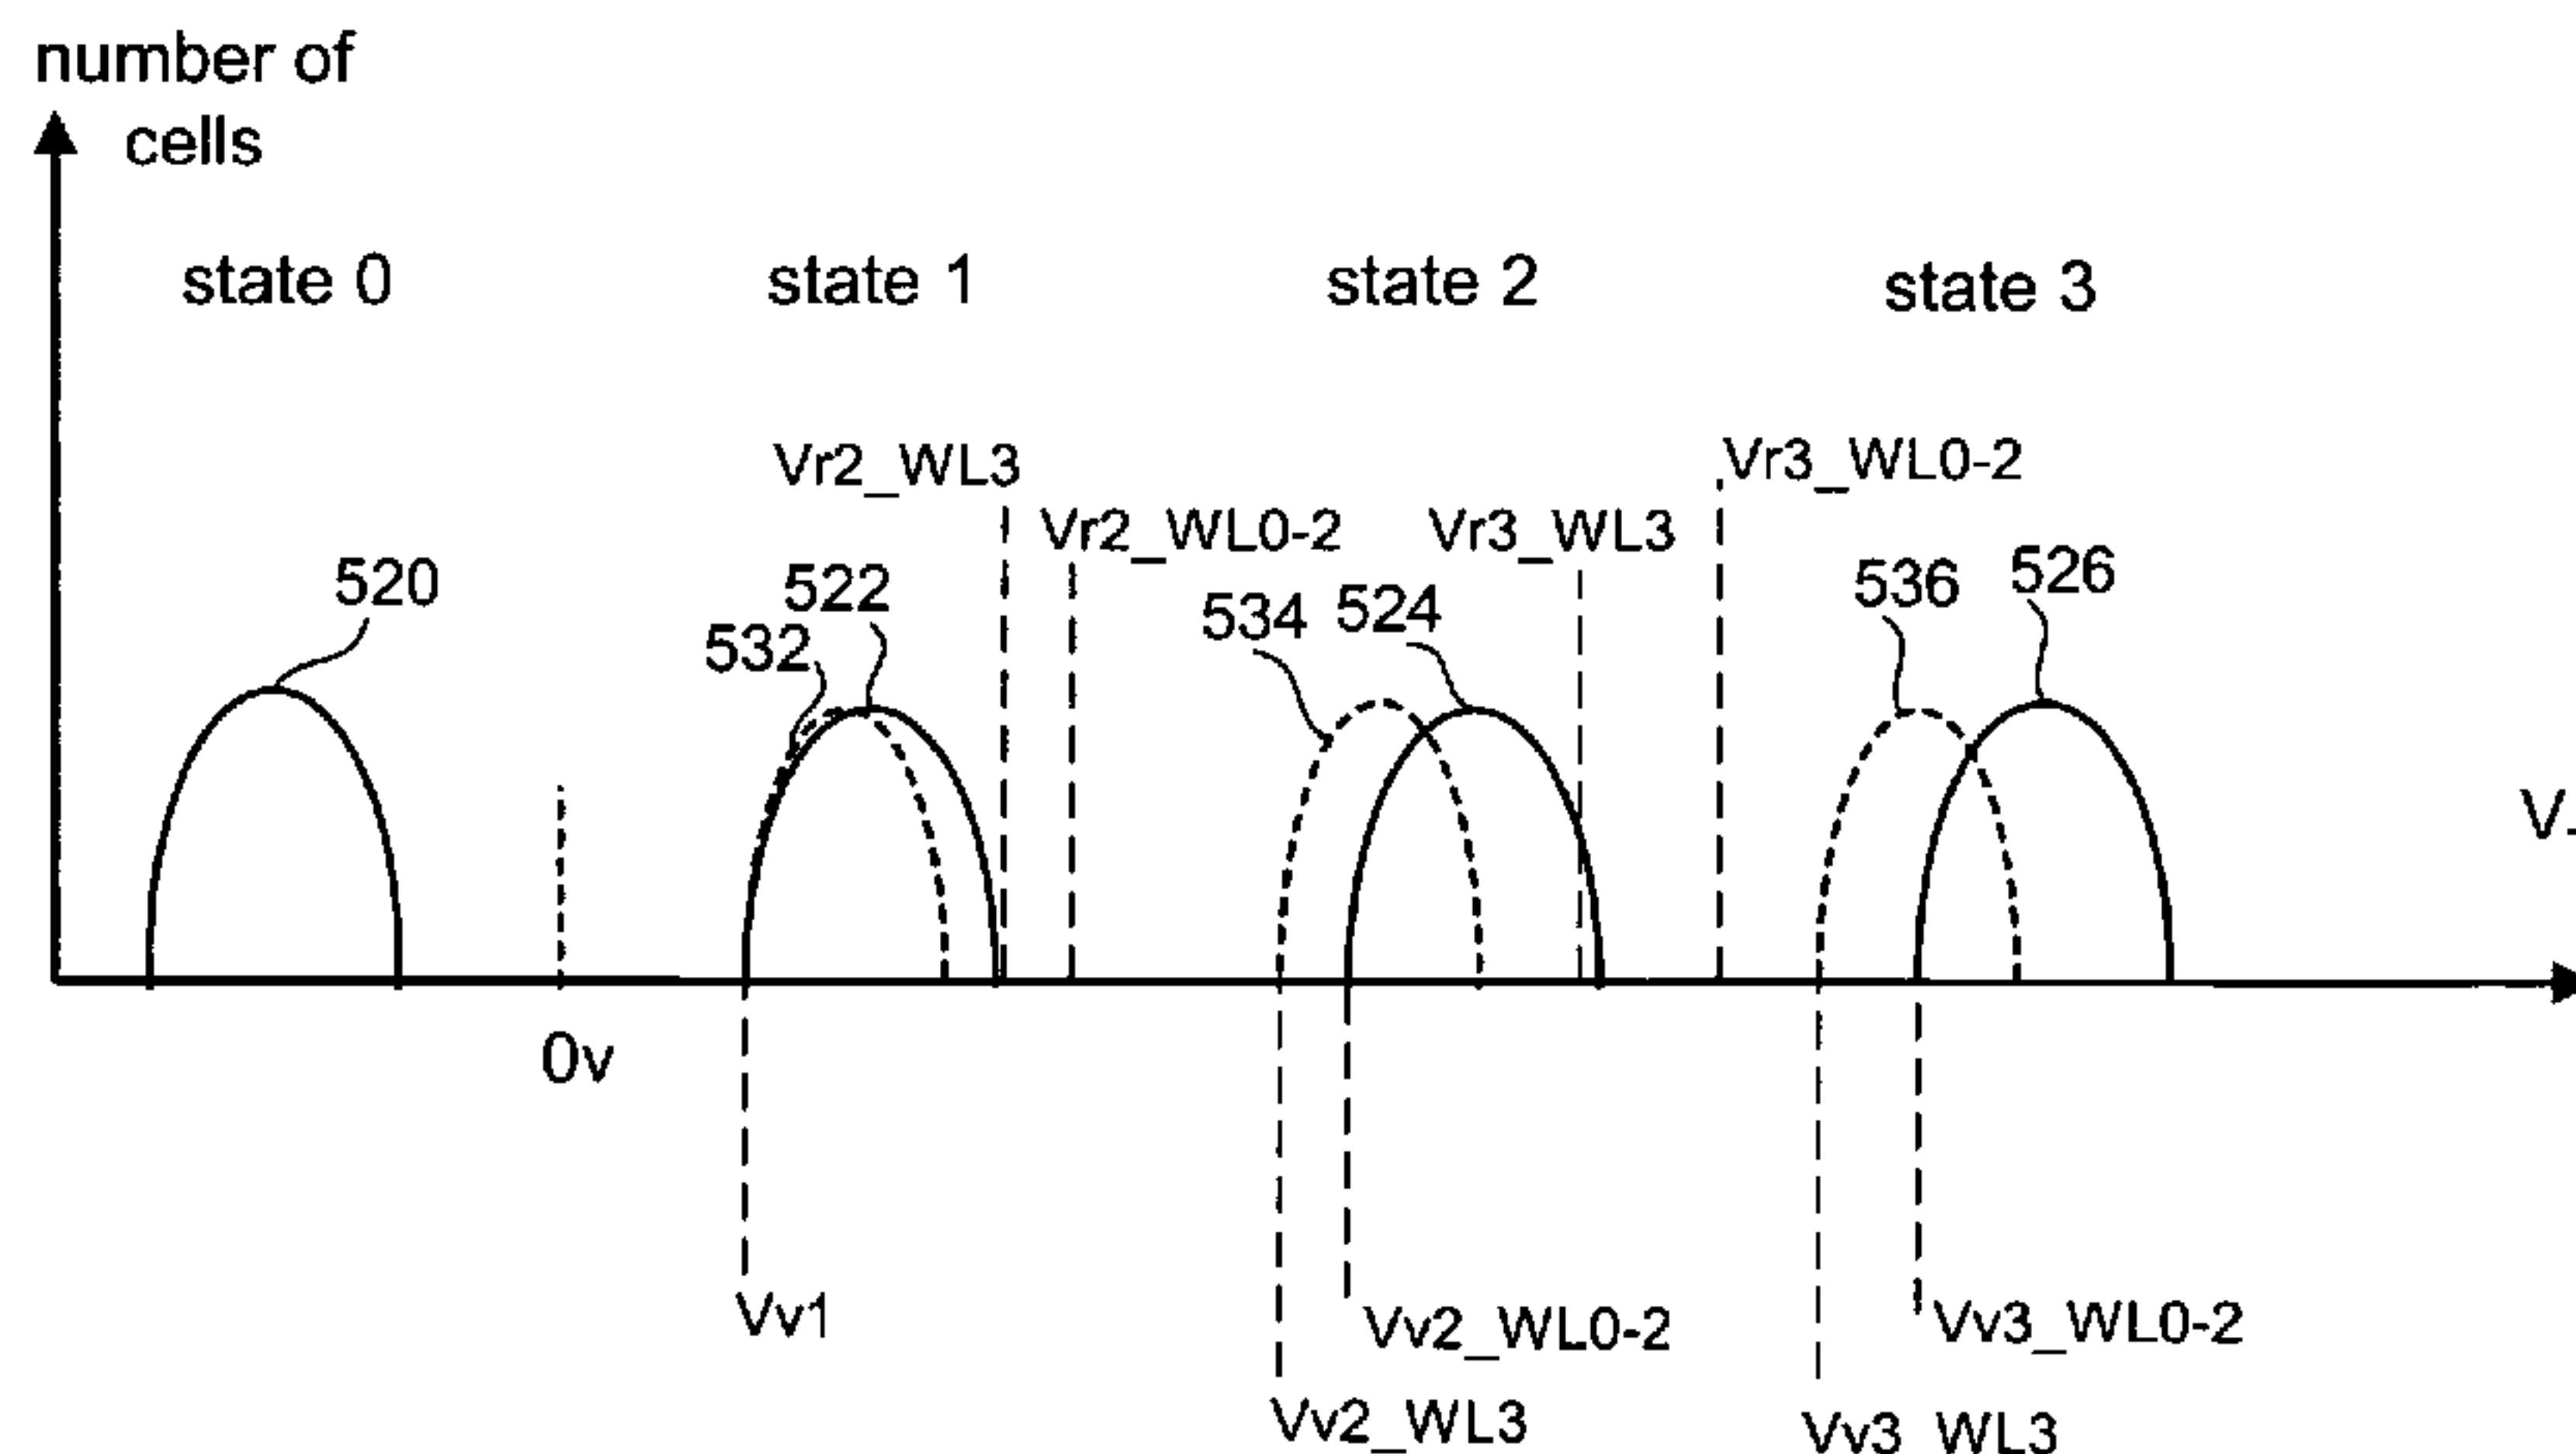 number of
cells
state 0
state 1
state 2
state 3
Vr2_WL3
Vr3_WL0-2
Vr2_WL0-2
Vr3_WL3
520
522
532
534
524
536
526
0v
Vv1
Vv2_WL0-2
Vv3_WL0-2
Vv2_WL3
Vv3_WL3